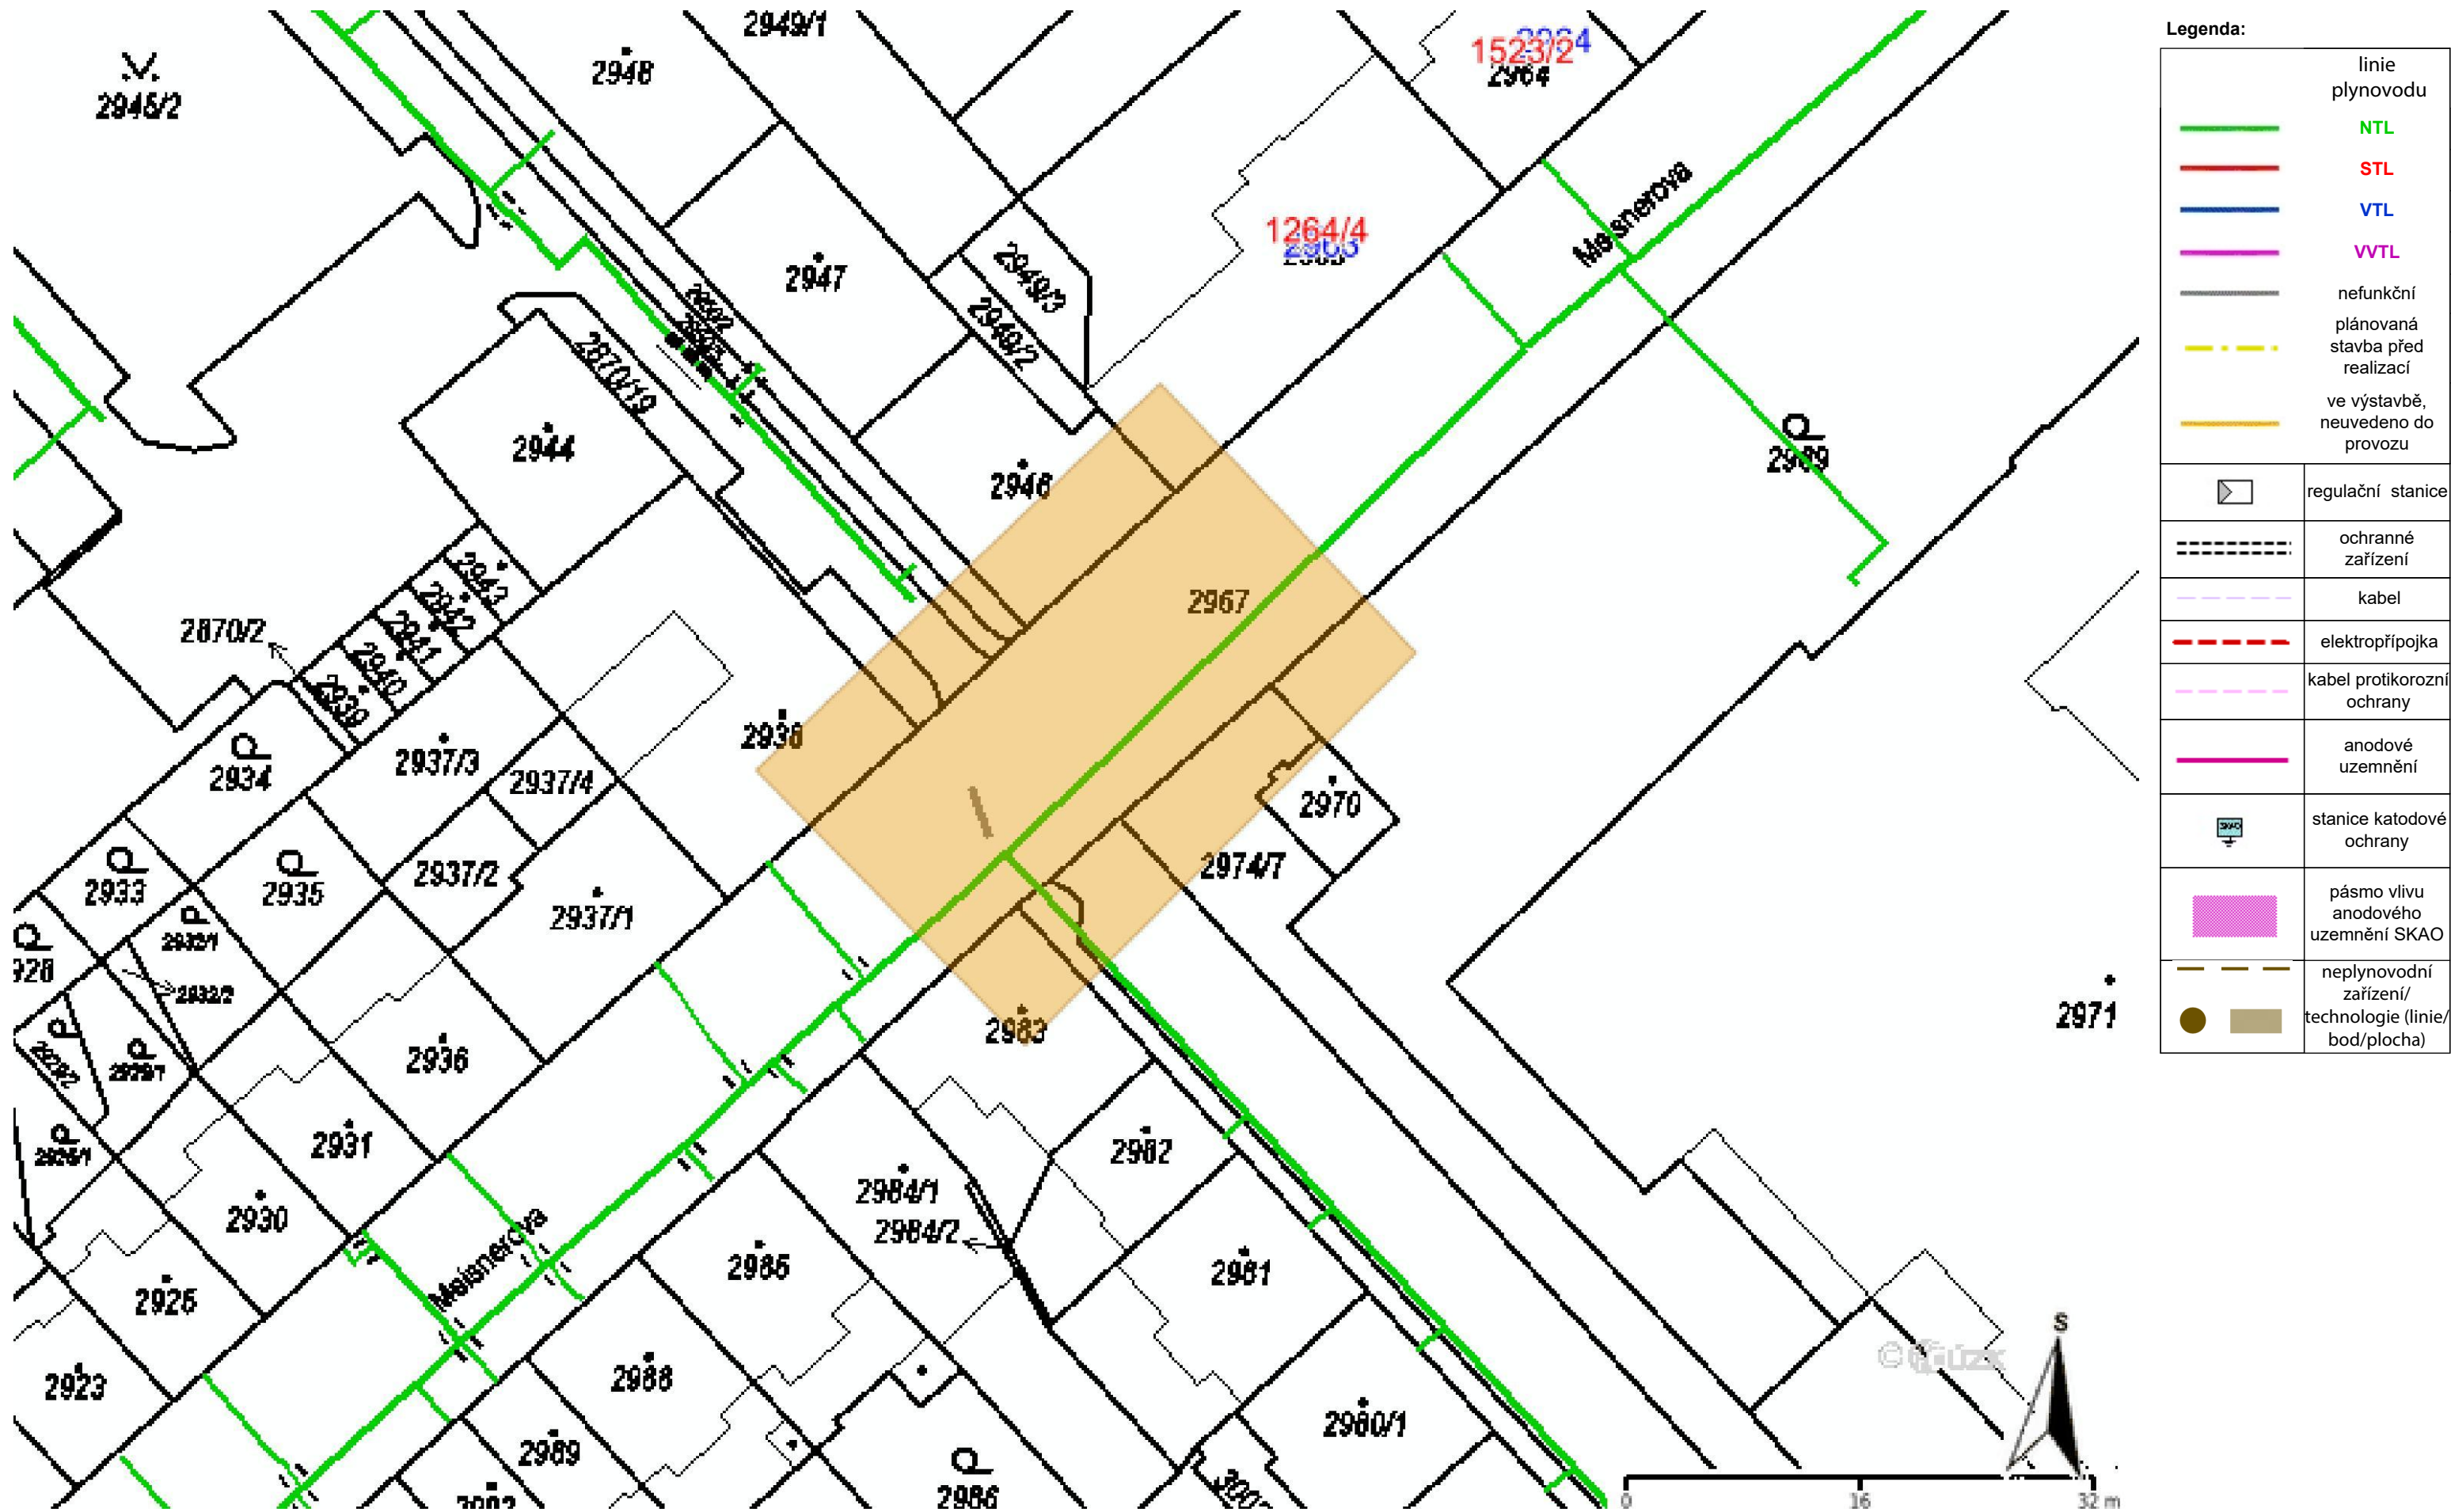 2949/1
2948
2945/2
1523/2
2964
Meisnerova
1264/4
2963
2947
2949/3
2949/2
2870/19
2944
2946
2969
2943
2942
2941
2940
2939
2870/2
2967
2938
2934
2937/3
2937/4
2970
2933
2935
2937/2
2974/7
2937/1
2932/1
2932/2
2983
2971
2936
2931
2982
2984/1
2984/2
2930
2985
2981
Meisnerova
2925
2923
2988
2980/1
2989
2986
S
0 16 32 m
Legenda:
linie
plynovodu
NTL
STL
VTL
VVTL
nefunkční
plánovaná
stavba před
realizací
ve výstavbě,
neuvedeno do
provozu
regulační stanice
ochranné
zařízení
kabel
elektropřípojka
kabel protikorozní
ochrany
anodové
uzemnění
SKAO
stanice katodové
ochrany
pásmo vlivu
anodového
uzemnění SKAO
neplynovodní
zařízení/
technologie (linie/
bod/plocha)